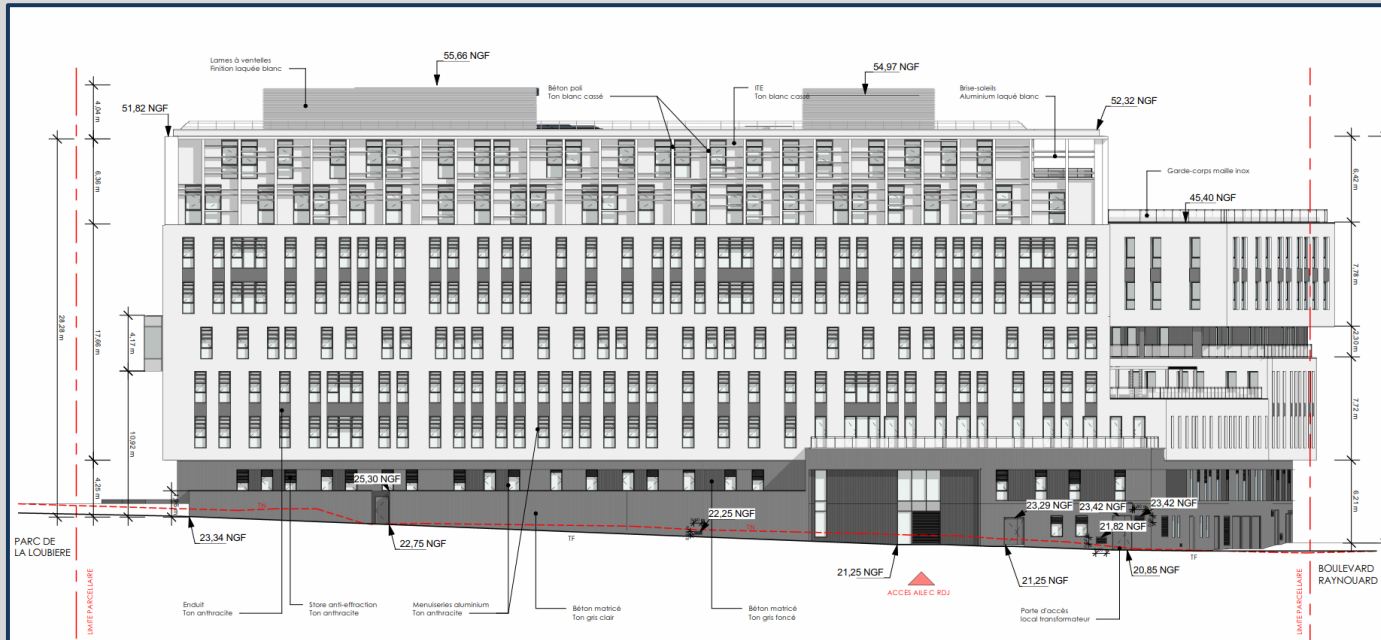 Lames à ventelles
Finition laquée blanc
55,66 NGF
Béton poli
Ton blanc cassé
ITE
Ton blanc cassé
54,97 NGF
Brise-soleils
Aluminium laqué blanc
51,82 NGF
52,32 NGF
4,04 m
6,36 m
6,42 m
Garde-corps maille inox
45,40 NGF
7,78 m
28,28 m
17,66 m
4,17 m
2,30 m
7,72 m
10,92 m
4,25 m
6,21 m
25,30 NGF
TN
22,25 NGF
TN
23,29 NGF
23,42 NGF
23,42 NGF
21,82 NGF
PARC DE
LA LOUBIERE
23,34 NGF
22,75 NGF
TF
TF
21,25 NGF
21,25 NGF
20,85 NGF
BOULEVARD
RAYNOUARD
ACCES AILE C RDJ
LIMITE PARCELLAIRE
LIMITE PARCELLAIRE
Enduit
Ton anthracite
Store anti-effraction
Ton anthracite
Menuiseries aluminium
Ton anthracite
Béton matricé
Ton gris clair
Béton matricé
Ton gris foncé
Porte d'accès
local transformateur